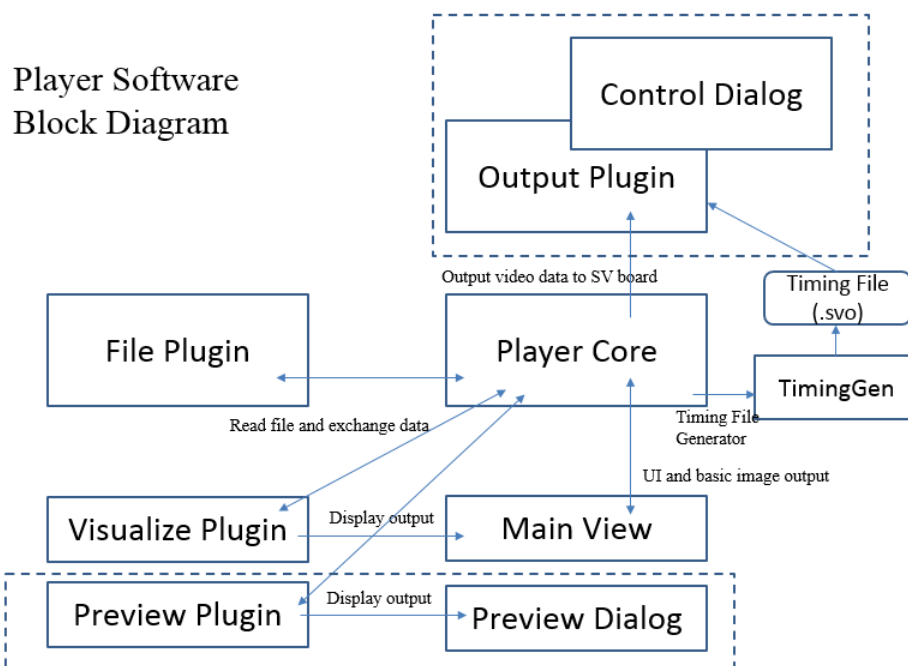 Player Software
Block Diagram
Control Dialog
Output Plugin
Output video data to SV board
Timing File
(.svo)
File Plugin
Player Core
TimingGen
Read file and exchange data
Timing File
Generator
UI and basic image output
Visualize Plugin
Display output
Main View
Preview Plugin
Display output
Preview Dialog